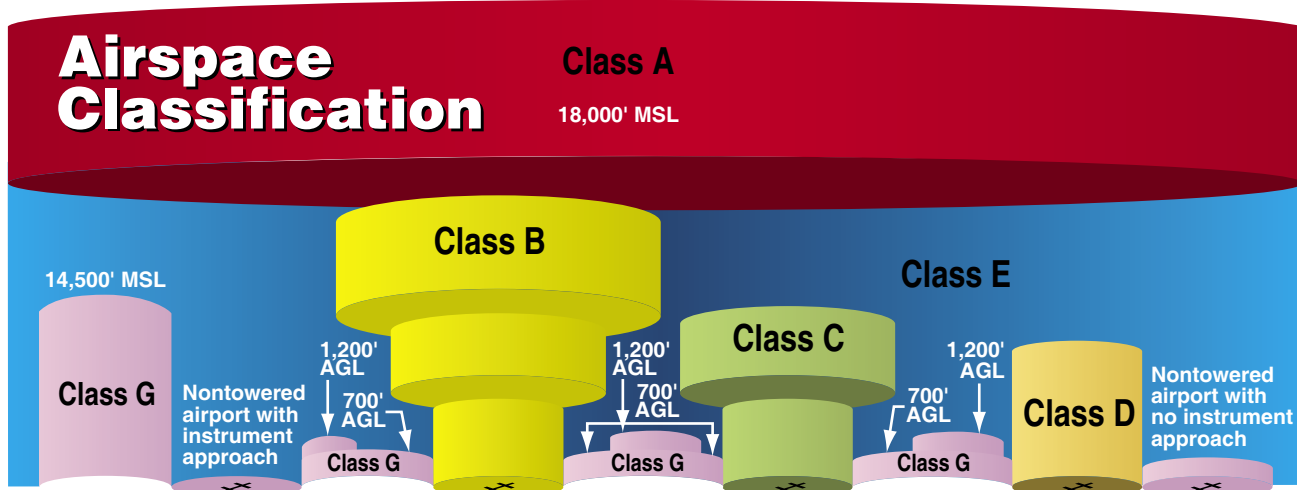 Airspace
Classification
Class A
18,000' MSL
Class B
Class E
14,500' MSL
Class G
Nontowered
airport with
instrument
approach
1,200'
AGL
700'
AGL
Class G
1,200'
AGL
700'
AGL
Class G
Class C
700'
AGL
1,200'
AGL
Class G
Class D
Nontowered
airport with
no instrument
approach